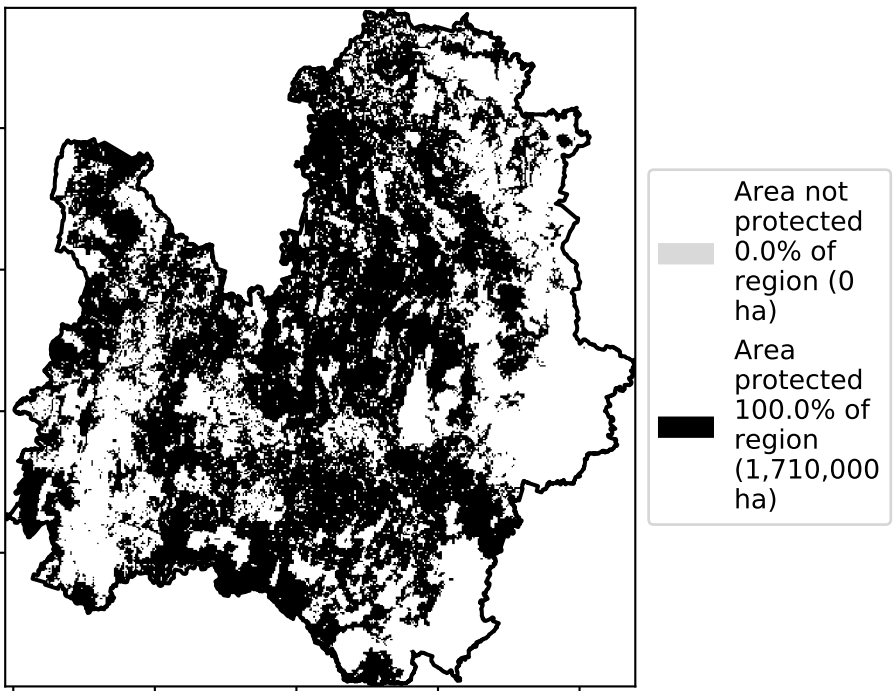 Area not
protected
0.0% of
region (0
ha)
Area
protected
100.0% of
region
(1,710,000
ha)